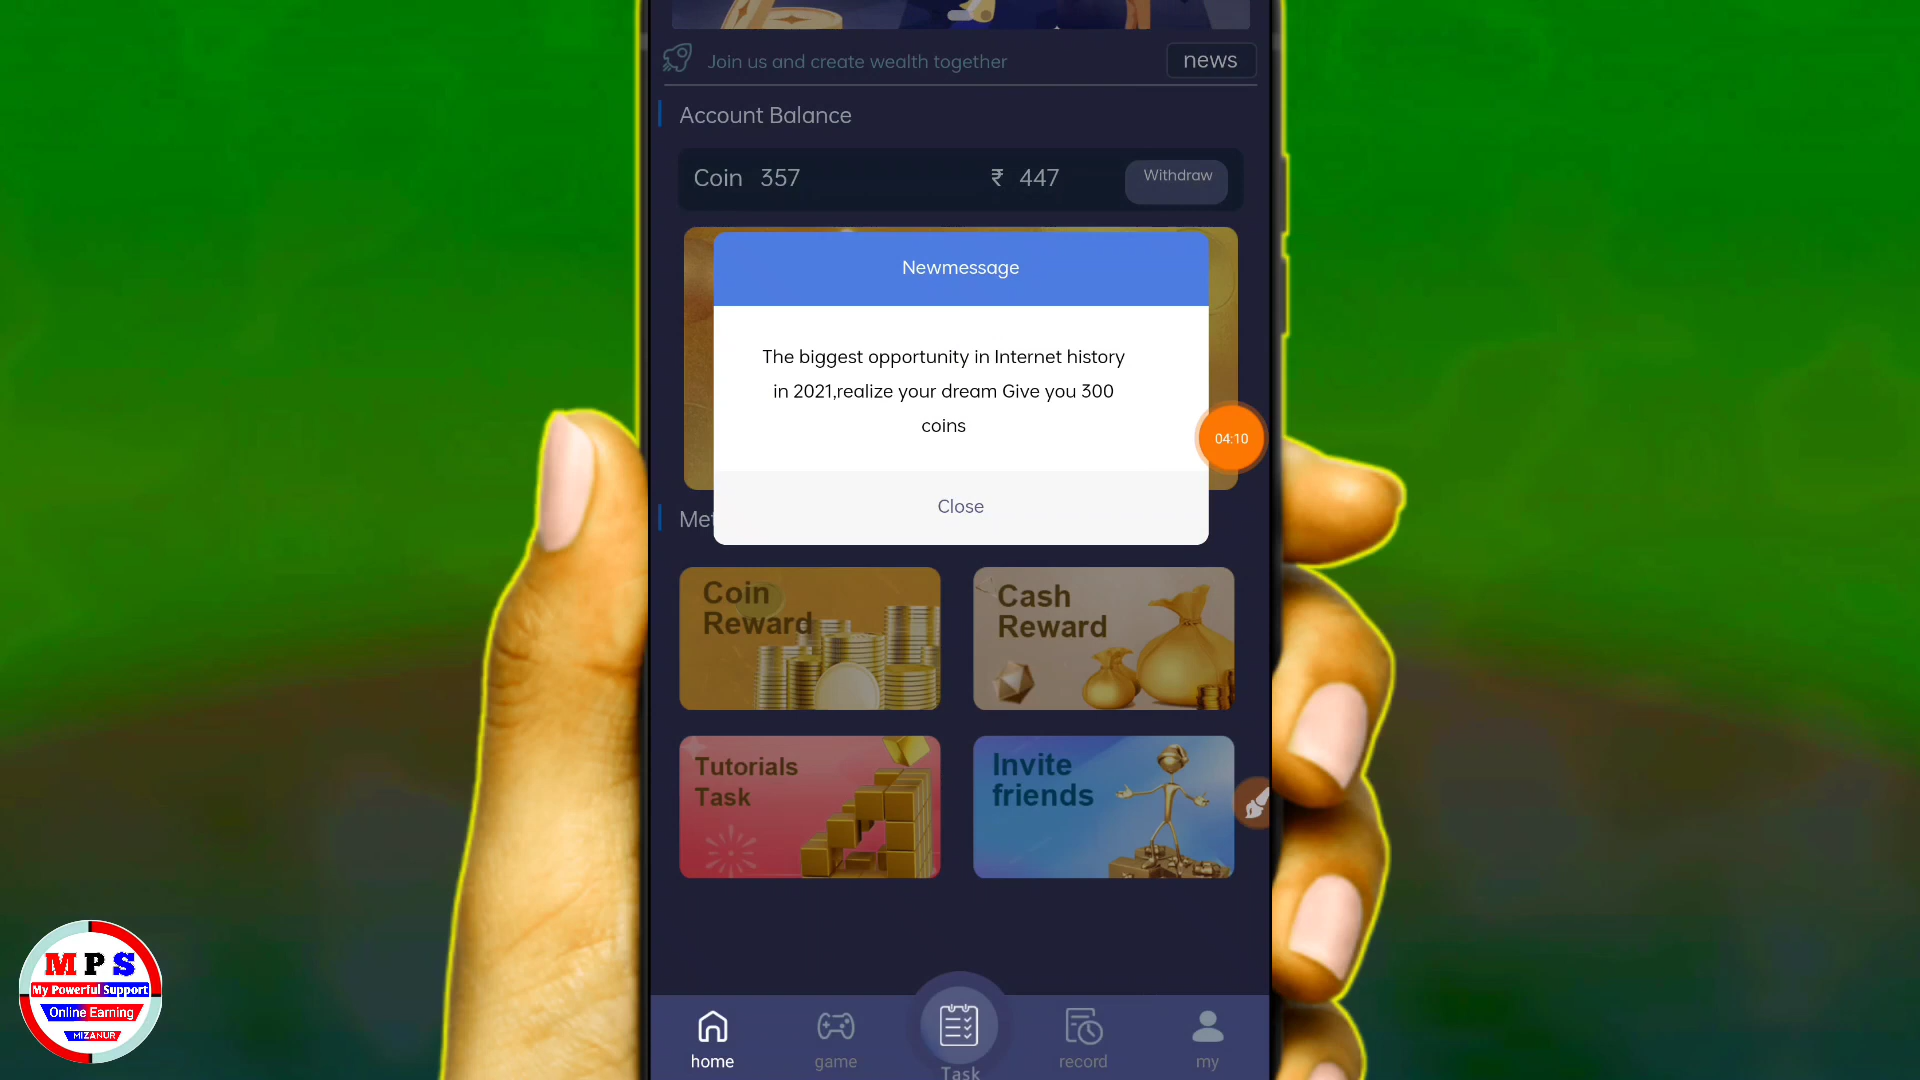 Join us and create wealth together
news
Account Balance
Coin 357
₹ 447
Withdraw
Newmessage
The biggest opportunity in Internet history
in 2021,realize your dream Give you 300
coins
04:10
Close
Met
Coin
Reward
Cash
Reward
Tutorials
Task
Invite
friends
M P S
My Powerful Support
Online Earning
MIZANUR
home
game
Task
record
my